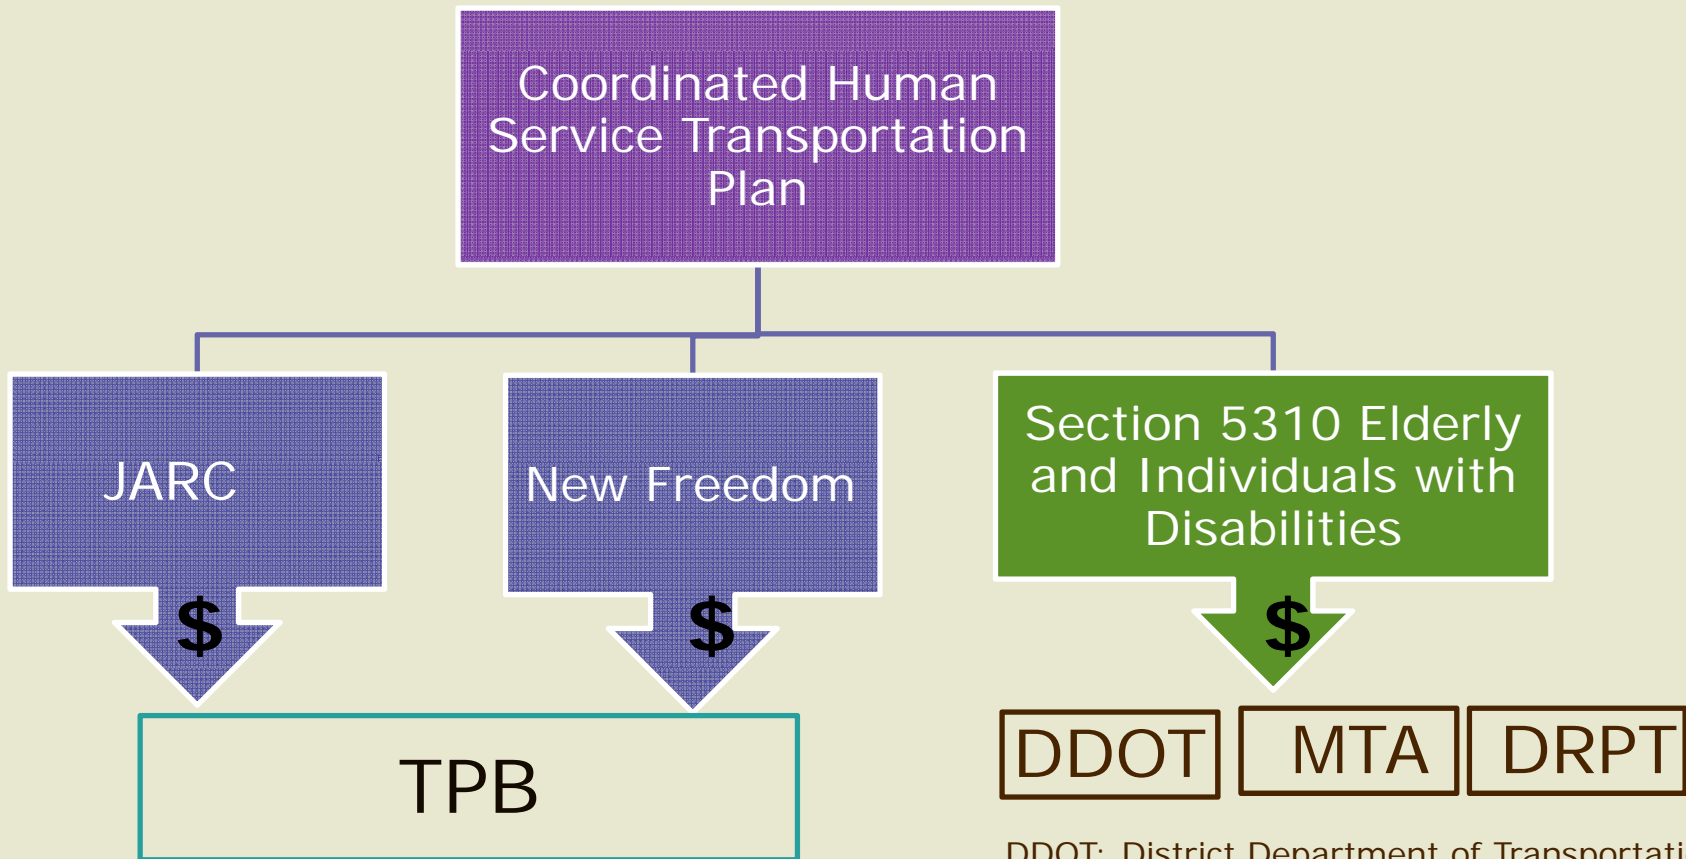 Coordinated Human
Service Transportation
Plan
JARC
New Freedom
Section 5310 Elderly
and Individuals with
Disabilities
$
$
$
TPB
DDOT
MTA
DRPT
DDOT: District Department of